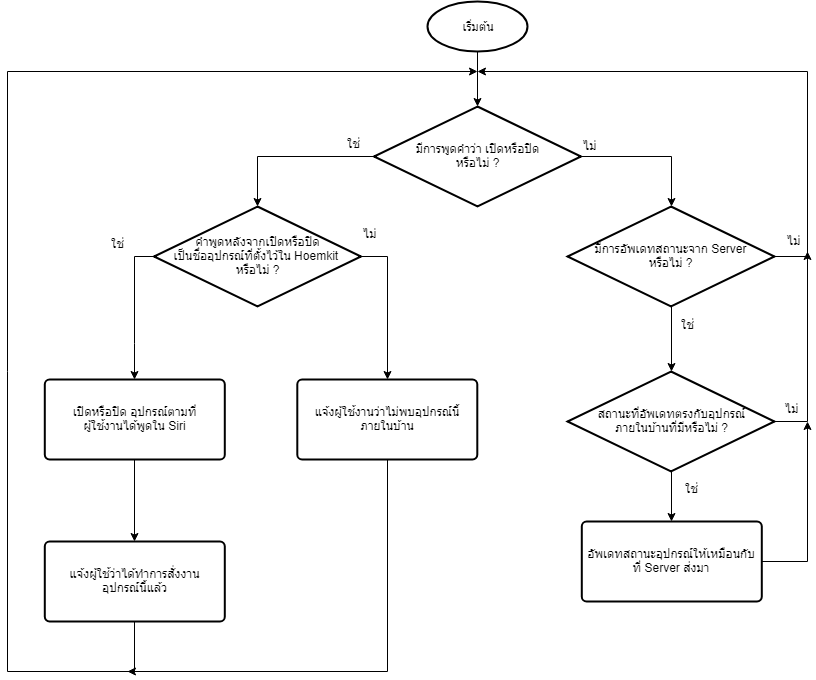 เริ่มต้น
มีการพูดคำว่า เปิดหรือปิด
หรือไม่ ?
ใช่
ไม่
คำพูดหลังจากเปิดหรือปิด
เป็นชื่ออุปกรณ์ที่ตั้งไว้ใน Hoemkit
หรือไม่ ?
ใช่
ไม่
มีการอัพเดทสถานะจาก Server
หรือไม่ ?
ไม่
ใช่
เปิดหรือปิด อุปกรณ์ตามที่
ผู้ใช้งานได้พูดใน Siri
แจ้งผู้ใช้งานว่าไม่พบอุปกรณ์นี้
ภายในบ้าน
สถานะที่อัพเดทตรงกับอุปกรณ์
ภายในบ้านที่มีหรือไม่ ?
ไม่
ใช่
แจ้งผู้ใช้ว่าได้ทำการสั่งงาน
อุปกรณ์นี้แล้ว
อัพเดทสถานะอุปกรณ์ให้เหมือนกับ
ที่ Server ส่งมา